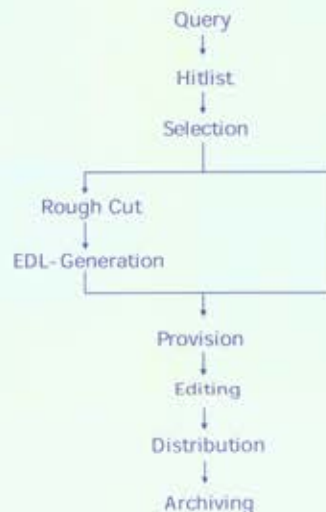 Query
Hitlist
Selection
Rough Cut
EDL-Generation
Provision
Editing
Distribution
Archiving